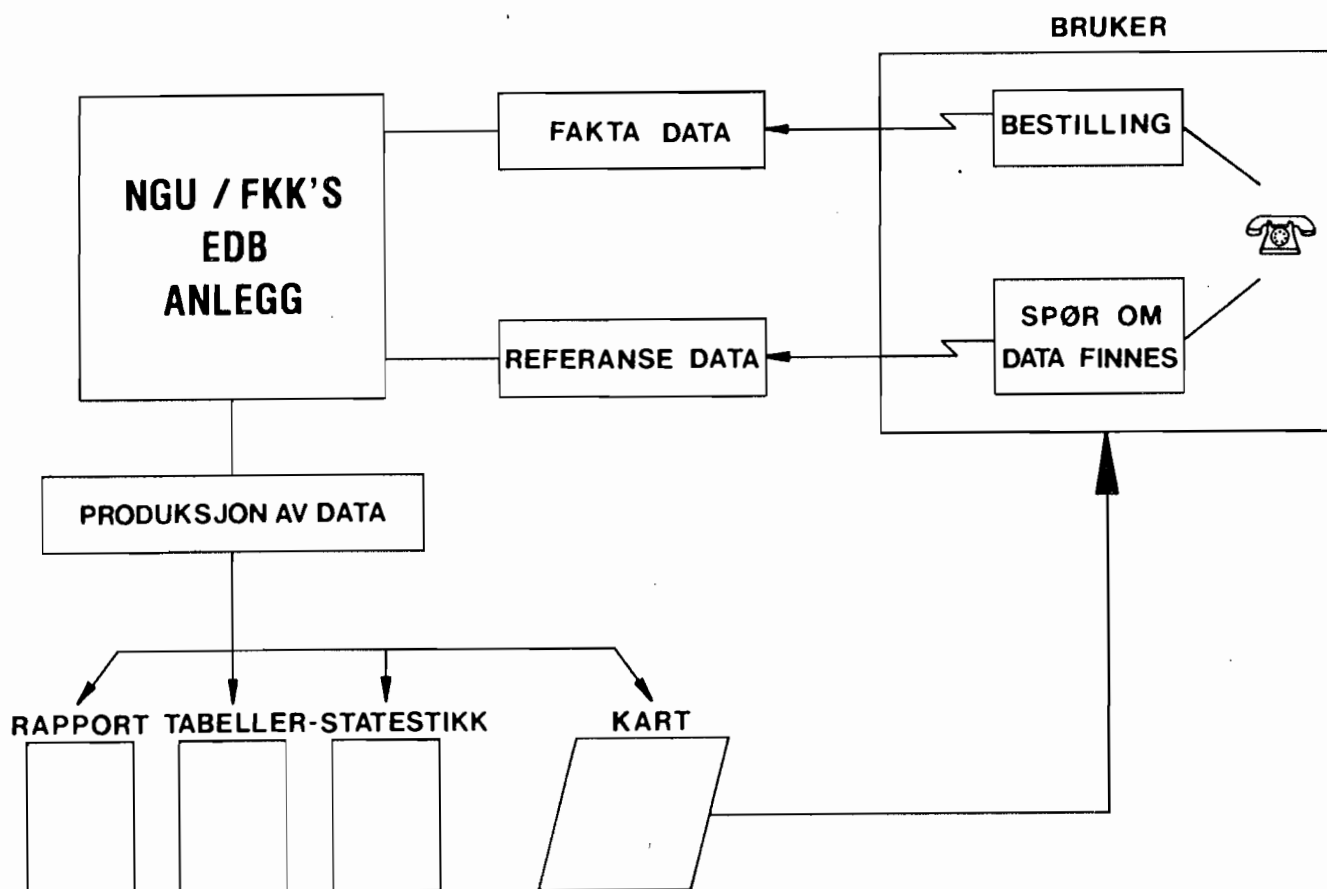 BRUKER
NGU / FKK'S
EDB
ANLEGG
FAKTA DATA
BESTILLING
REFERANSE DATA
SPØR OM
DATA FINNES
PRODUKSJON AV DATA
RAPPORT TABELLER-STATESTIKK KART